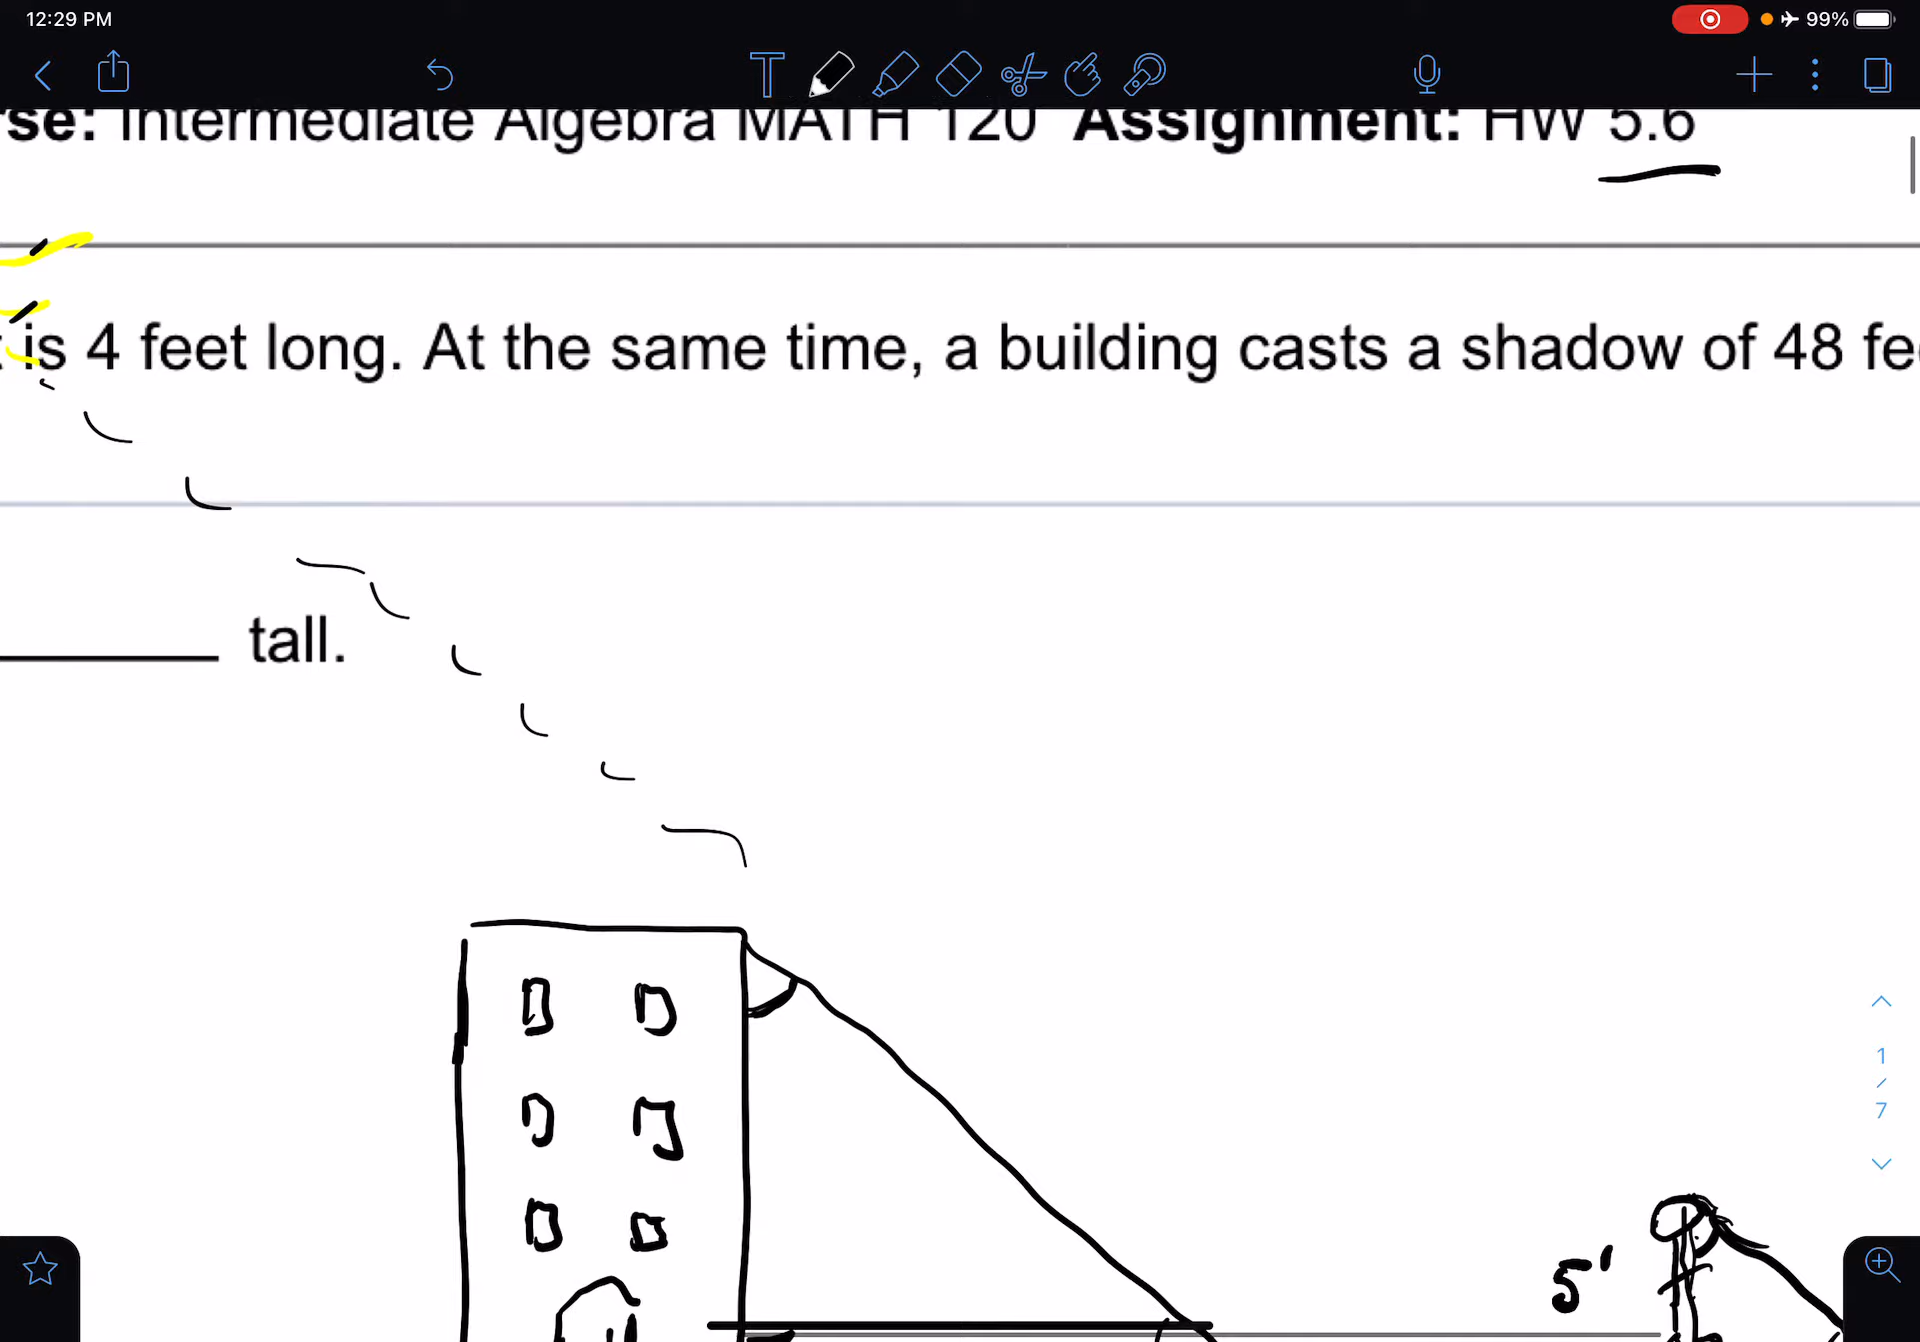 12:29 PM
99%
T
se: Intermediate Algebra MATH 120 Assignment: HW 5.6
is 4 feet long. At the same time, a building casts a shadow of 48 fe
tall.
1
/
7
5'